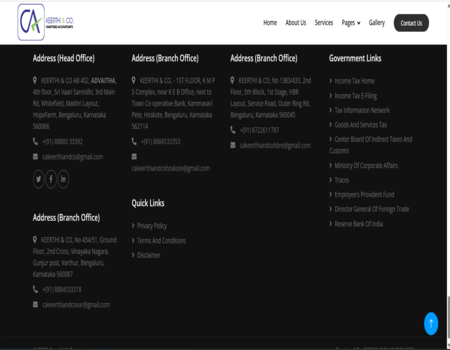 CA KEERTHI & CO.
CHARTERED ACCOUNTANTS
Home About Us Services Pages Gallery Contact Us
Address (Head Office)
KEERTHI & CO A8-402, ADVAITHA,
4th floor, Sri Vaari Sannidhi, 3rd Main
Rd, Whitefield, Maithri Layout,
HopeFarm, Bengaluru, Karnataka
560066
+(91) 88800 33392
cakeerthiandco@gmail.com
Address (Branch Office)
KEERTHI & CO, No 434/51, Ground
Floor, 2nd Cross, Vinayaka Nagara,
Gunjur post, Varthur, Bengaluru,
Karnataka 560087
+(91) 8884533318
cakeerthiandcovar@gmail.com
Address (Branch Office)
KEERTHI & CO, - 1ST FLOOR, K M P
S Complex, near K E B Office, next to
Town Co-operative Bank, Kammavari
Pete, Hoskote, Bengaluru, Karnataka
562114
+(91) 8884533353
cakeerthiandcohoskote@gmail.com
Quick Links
Privacy Policy
Terms And Conditions
Disclaimer
Address (Branch Office)
KEERTHI & CO, No 1383/433, 2nd
Floor, 5th Block, 1st Stage, HBR
Layout, Service Road, Outer Ring Rd,
Bengaluru, Karnataka 560045
+(91) 8722611787
cakeerthiandcohbre@gmail.com
Government Links
Income Tax Home
Income Tax E-Filing
Tax Information Network
Goods And Services Tax
Center Board Of Indirect Taxes And
Customs
Ministry Of Corporate Affairs
Traces
Employee's Provident Fund
Director General Of Foreign Trade
Reserve Bank Of India